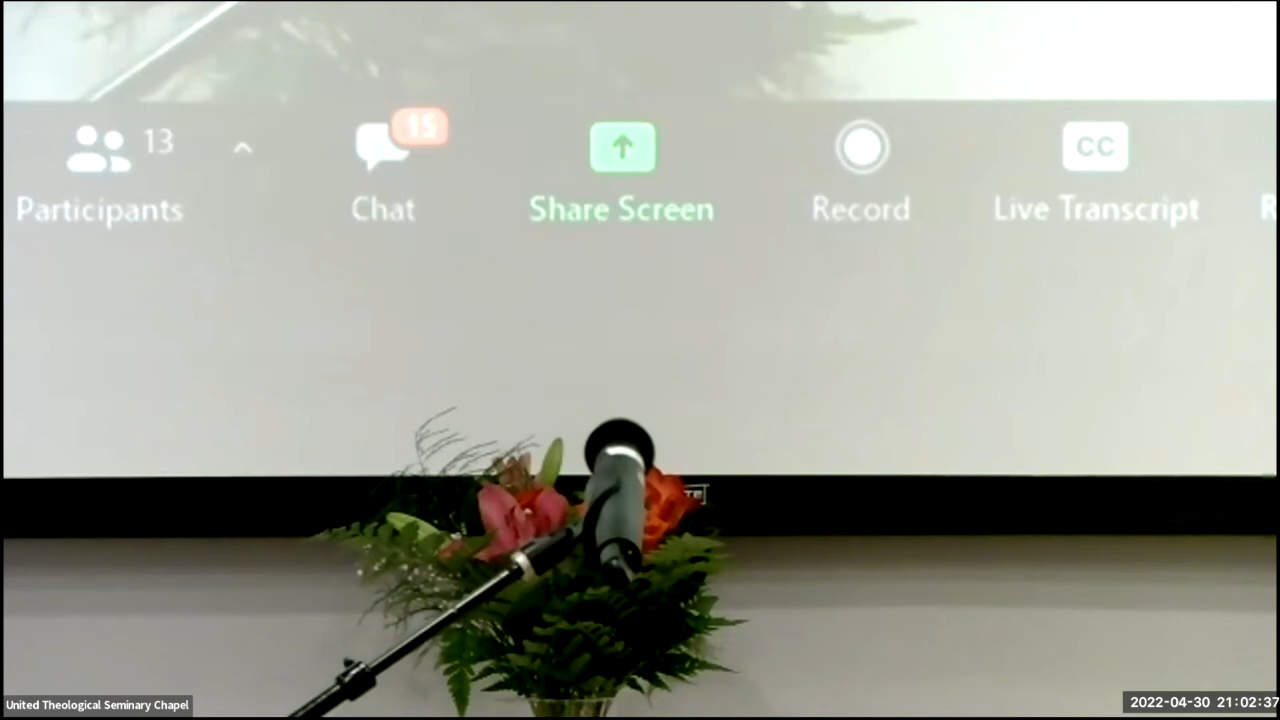 13
15
CC
Participants
Chat
Share Screen
Record
Live Transcript
R
United Theological Seminary Chapel
2022-04-30 21:02:37